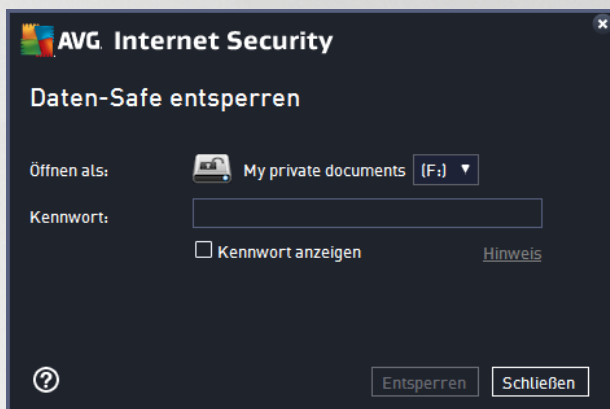 AVG. Internet Security
Daten-Safe entsperren
Öffnen als: My private documents (F:)
Kennwort:
Kennwort anzeigen Hinweis
? Entsperren Schließen